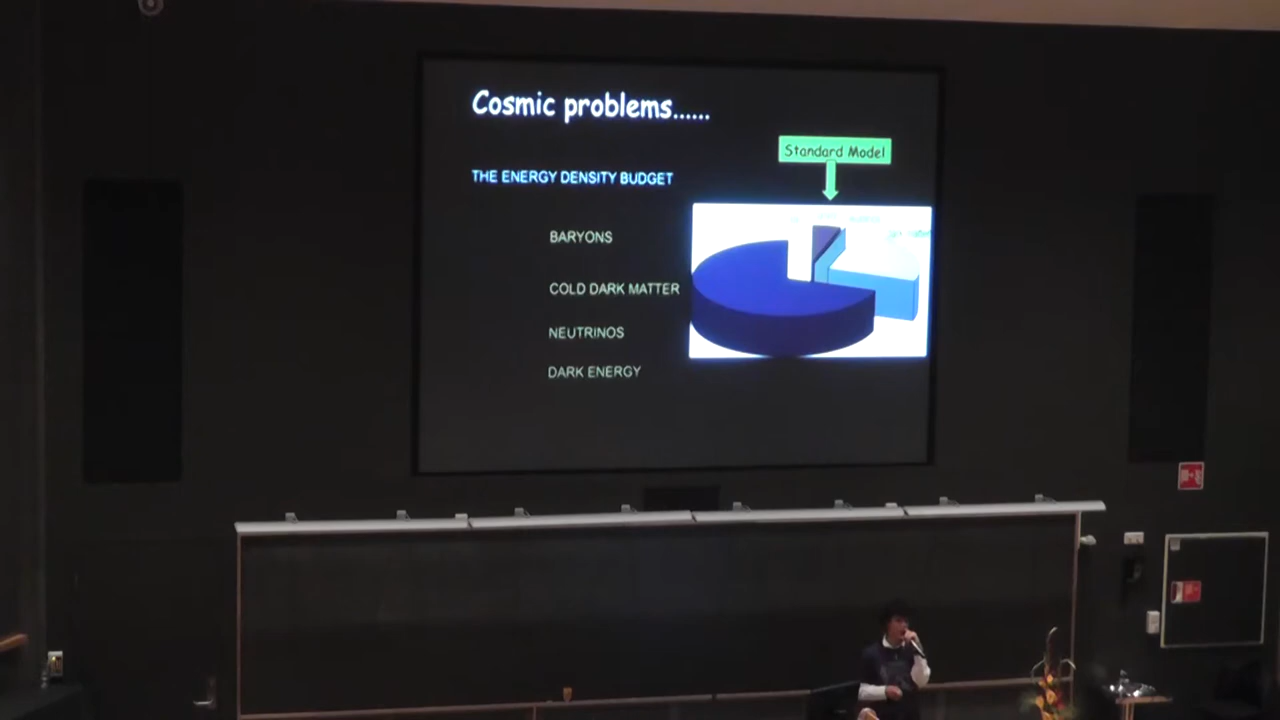 Cosmic problems......
Standard Model
THE ENERGY DENSITY BUDGET
BARYONS
COLD DARK MATTER
NEUTRINOS
DARK ENERGY